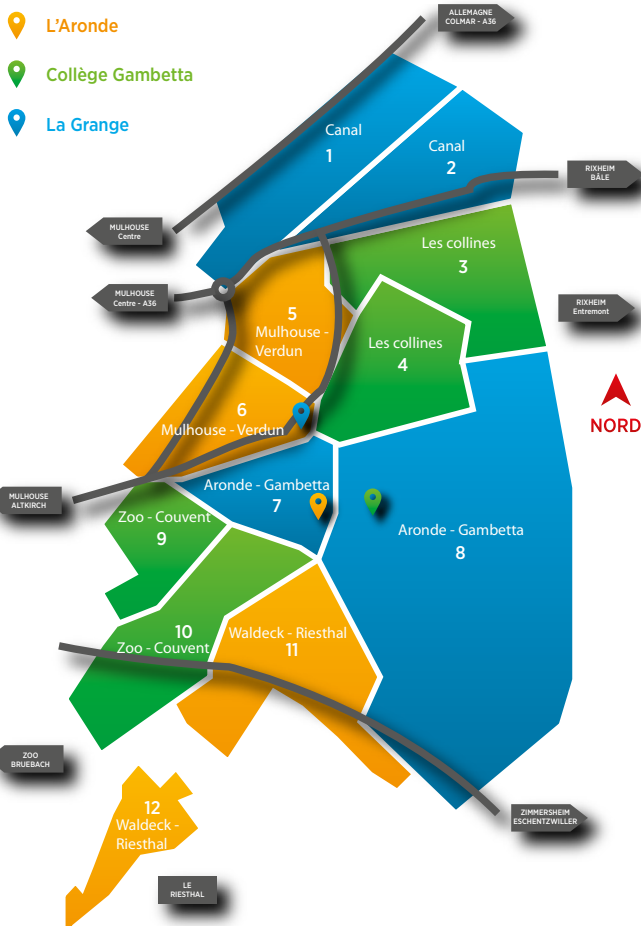 L'Aronde
Collège Gambetta
La Grange
ALLEMAGNE
COLMAR - A36
Canal
1
Canal
2
RIXHEIM
BÂLE
MULHOUSE
Centre
Les collines
3
MULHOUSE
Centre - A36
RIXHEIM
Entremont
5
Mulhouse -
Verdun
Les collines
4
NORD
6
Mulhouse - Verdun
MULHOUSE
ALTKIRCH
Aronde - Gambetta
7
Zoo - Couvent
9
Aronde - Gambetta
8
10
Zoo - Couvent
Waldeck - Riesthal
11
ZOO
BRUEBACH
12
Waldeck -
Riesthal
ZIMMERSHEIM
ESCHENTZWILLER
LE
RIESTHAL